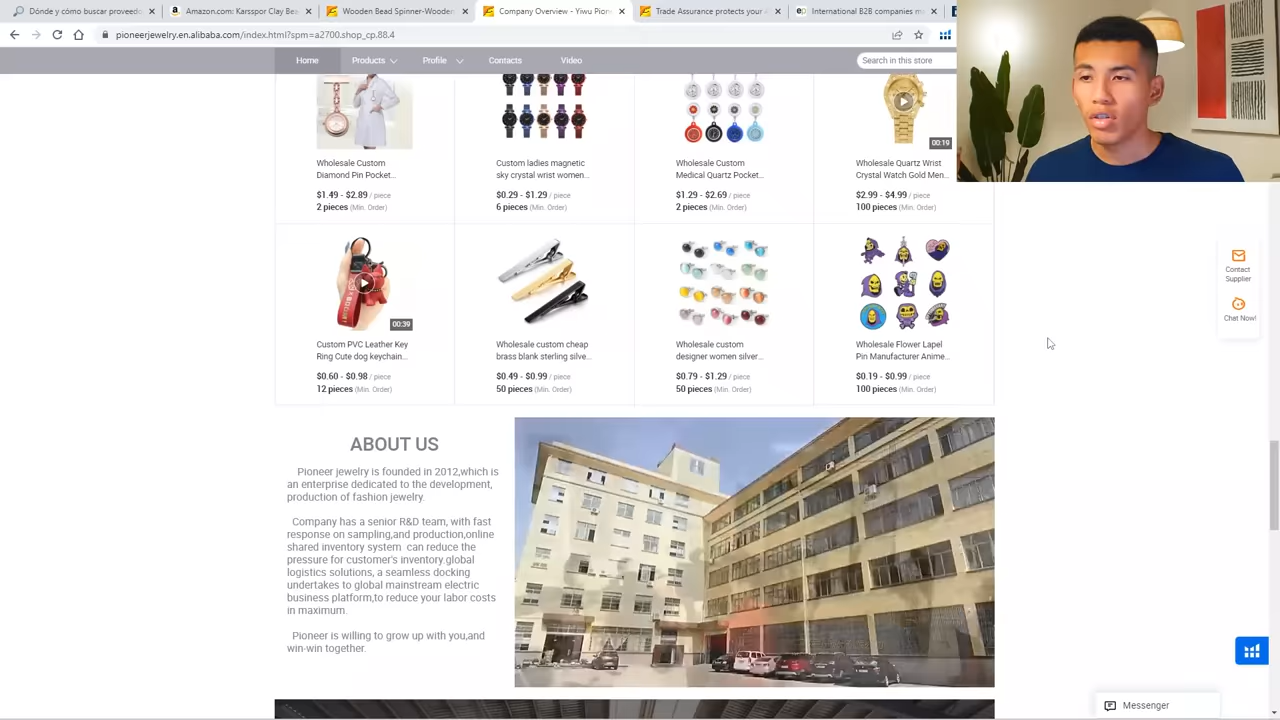 Dónde y cómo buscar proveedo
Amazon.com: Karsspor Clay Bea
Wooden Bead Spinner-Wooden
Company Overview - Yiwu Pion
Trade Assurance protects your A
International B2B companies m
pioneerjewelry.en.alibaba.com/index.html?spm=a2700.shop_cp.88.4
Home
Products
Profile
Contacts
Video
Search in this store
00:19
Wholesale Custom
Diamond Pin Pocket...
$1.49 - $2.89 / piece
2 pieces (Min. Order)
Custom ladies magnetic
sky crystal wrist women...
$0.29 - $1.29 / piece
6 pieces (Min. Order)
Wholesale Custom
Medical Quartz Pocket...
$1.29 - $2.69 / piece
2 pieces (Min. Order)
Wholesale Quartz Wrist
Crystal Watch Gold Men...
$2.99 - $4.99 / piece
100 pieces (Min. Order)
Contact
Supplier
Chat Now!
00:39
Custom PVC Leather Key
Ring Cute dog keychain...
$0.60 - $0.98 / piece
12 pieces (Min. Order)
Wholesale custom cheap
brass blank sterling silve...
$0.49 - $0.99 / piece
50 pieces (Min. Order)
Wholesale custom
designer women silver...
$0.79 - $1.29 / piece
50 pieces (Min. Order)
Wholesale Flower Lapel
Pin Manufacturer Anime...
$0.19 - $0.99 / piece
100 pieces (Min. Order)
ABOUT US
Pioneer jewelry is founded in 2012,which is
an enterprise dedicated to the development,
production of fashion jewelry.
Company has a senior R&D team, with fast
response on sampling,and production,online
shared inventory system can reduce the
pressure for customer's inventory.global
logistics solutions, a seamless docking
undertakes to global mainstream electric
business platform,to reduce your labor costs
in maximum.
Pioneer is willing to grow up with you,and
win-win together.
Messenger